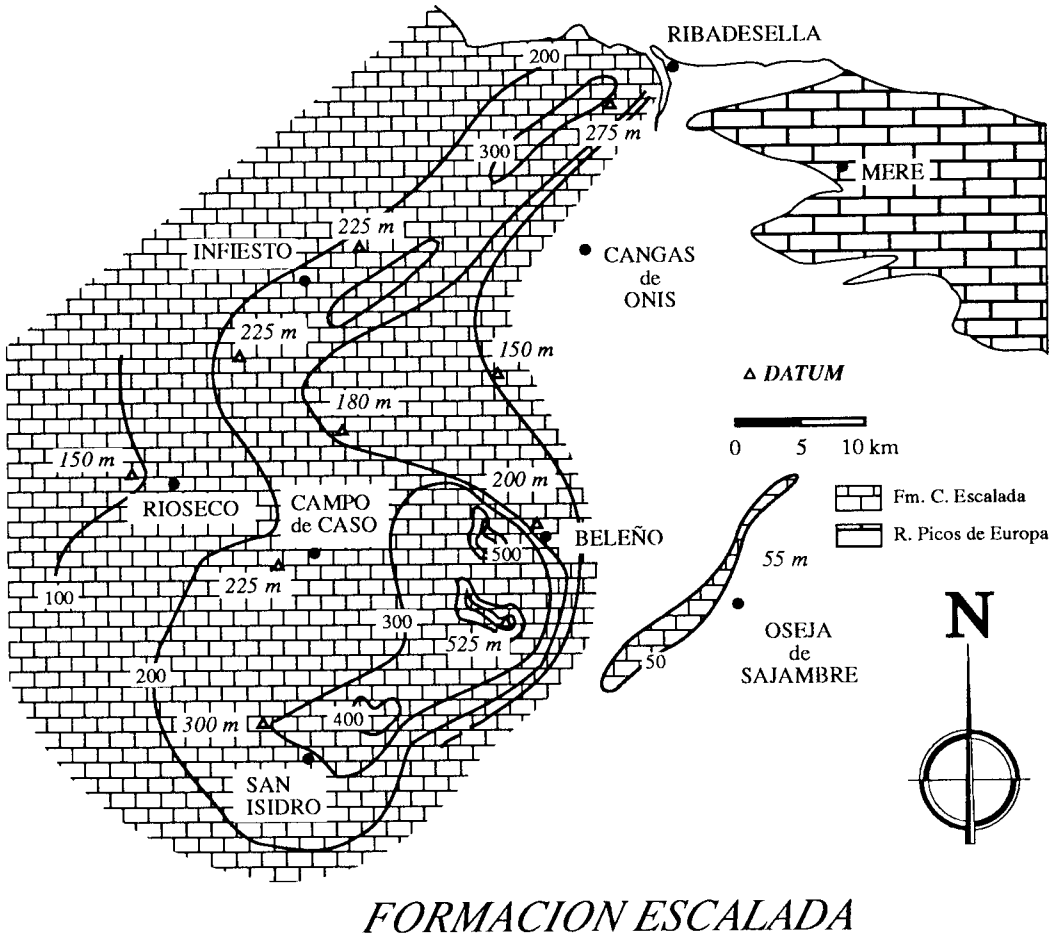 RIBADESELLA
200
275 m
300
MERE
225 m
INFIESTO
CANGAS
de
ONIS
225 m
150 m
DATUM
180 m
0 5 10 km
150 m
200 m
RIOSECO
CAMPO
de CASO
Fm. C. Escalada
BELEÑO
R. Picos de Europa
500
55 m
225 m
100
300
N
525 m
OSEJA
de
SAJAMBRE
50
200
300 m
400
SAN
ISIDRO
FORMACION ESCALADA